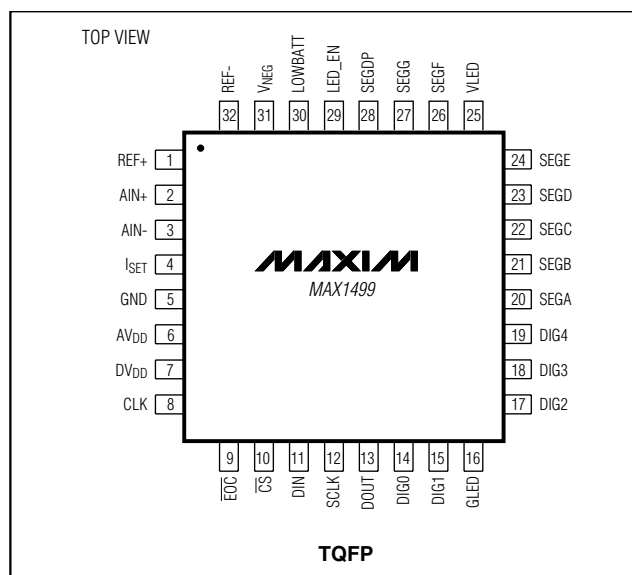 TOP VIEW
REF-
VNEG
LOWBATT
LED_EN
SEGDP
SEGG
SEGF
VLED
32
31
30
29
28
27
26
25
REF+ 1
AIN+ 2
AIN- 3
ISET 4
GND 5
AVDD 6
DVDD 7
CLK 8
MAXIM
MAX1499
24 SEGE
23 SEGD
22 SEGC
21 SEGB
20 SEGA
19 DIG4
18 DIG3
17 DIG2
9
10
11
12
13
14
15
16
EOC
CS
DIN
SCLK
DOUT
DIG0
DIG1
GLED
TQFP